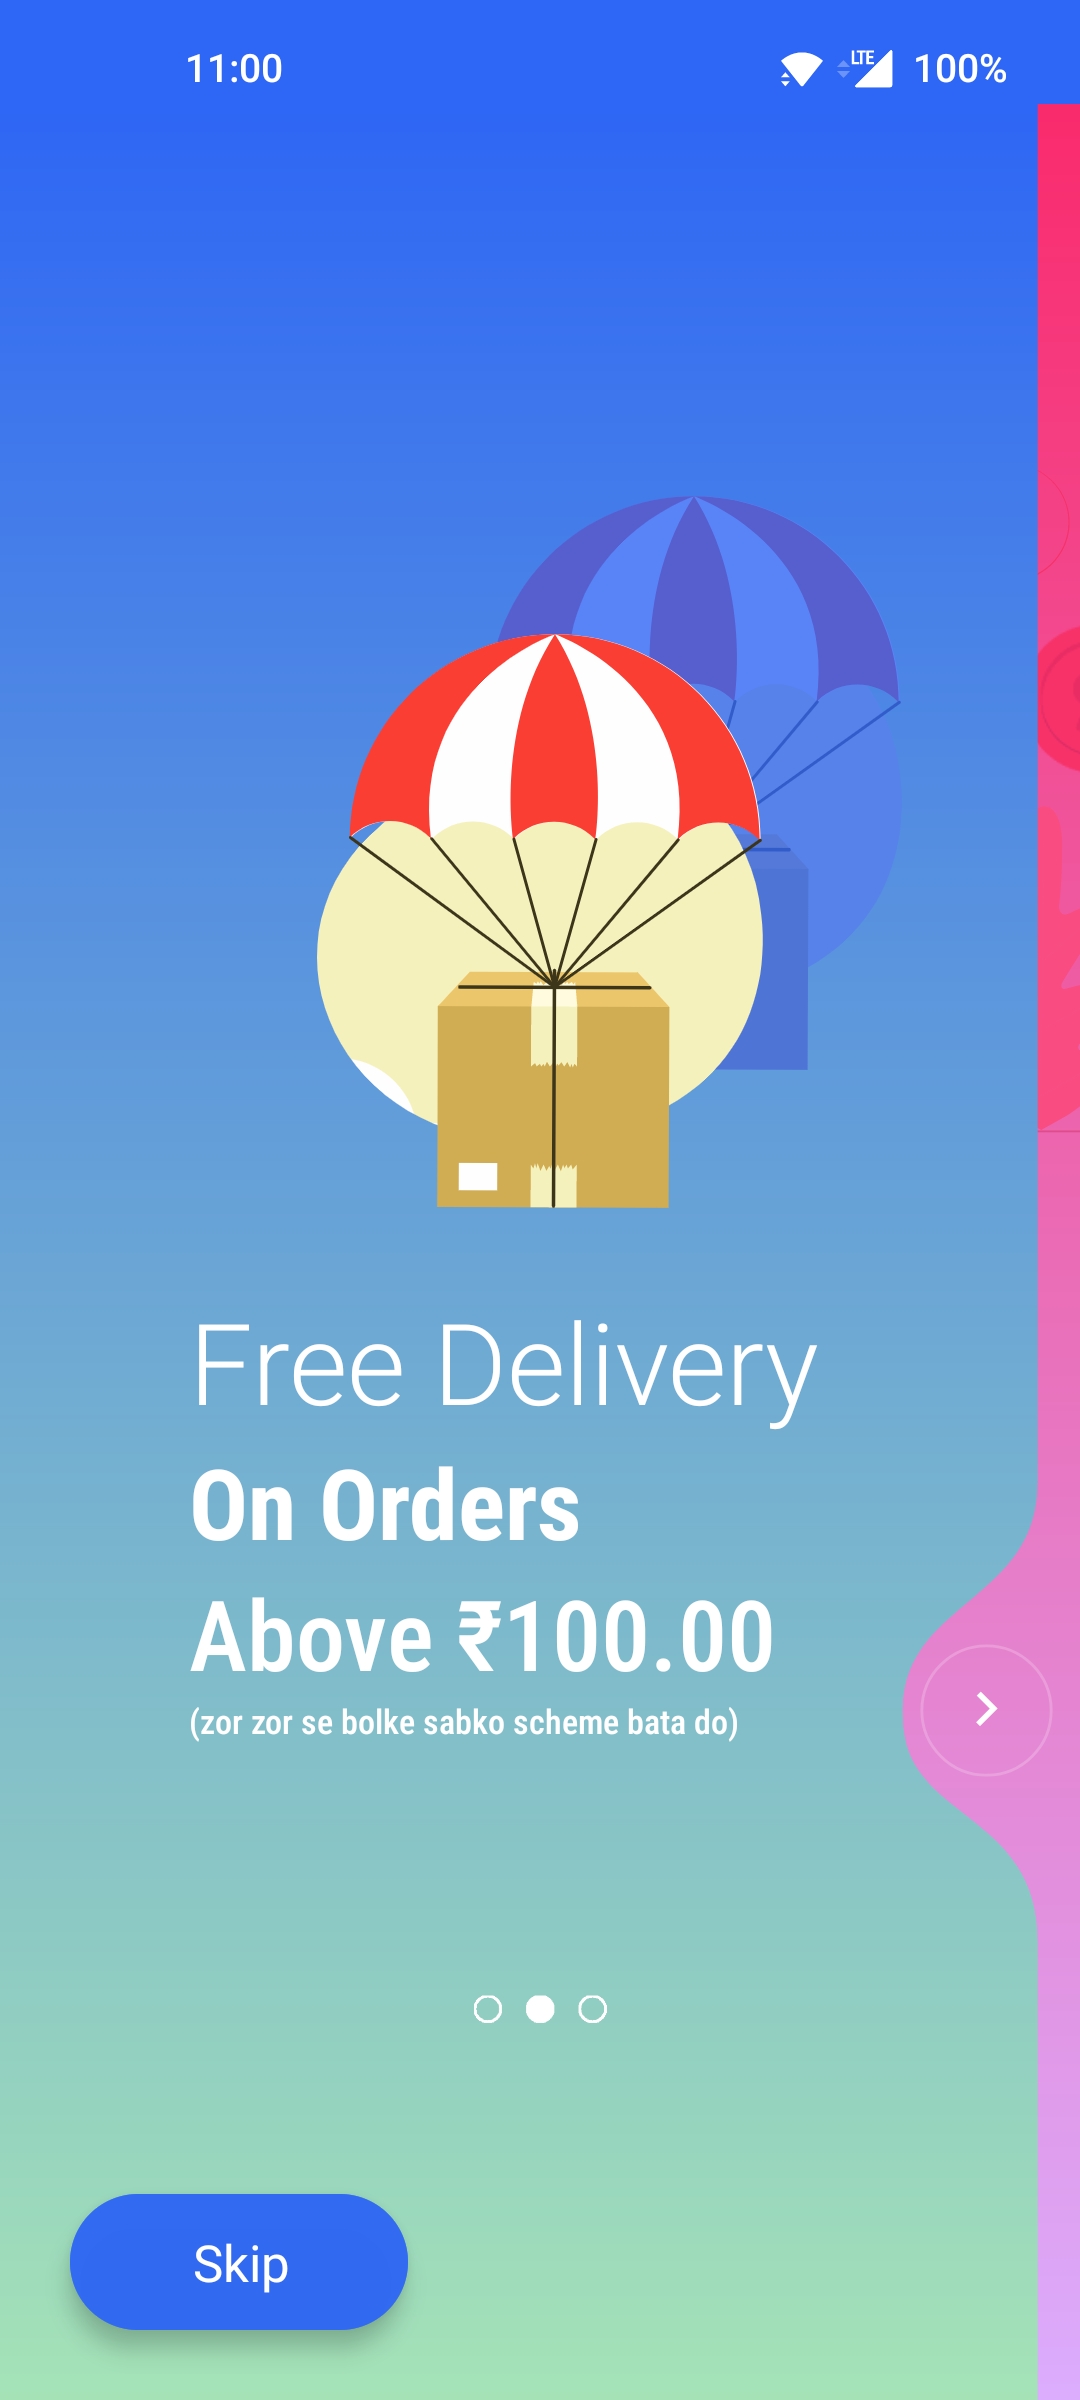 11:00
LTE 100%
Free Delivery
On Orders
Above ₹100.00
(zor zor se bolke sabko scheme bata do)
Skip